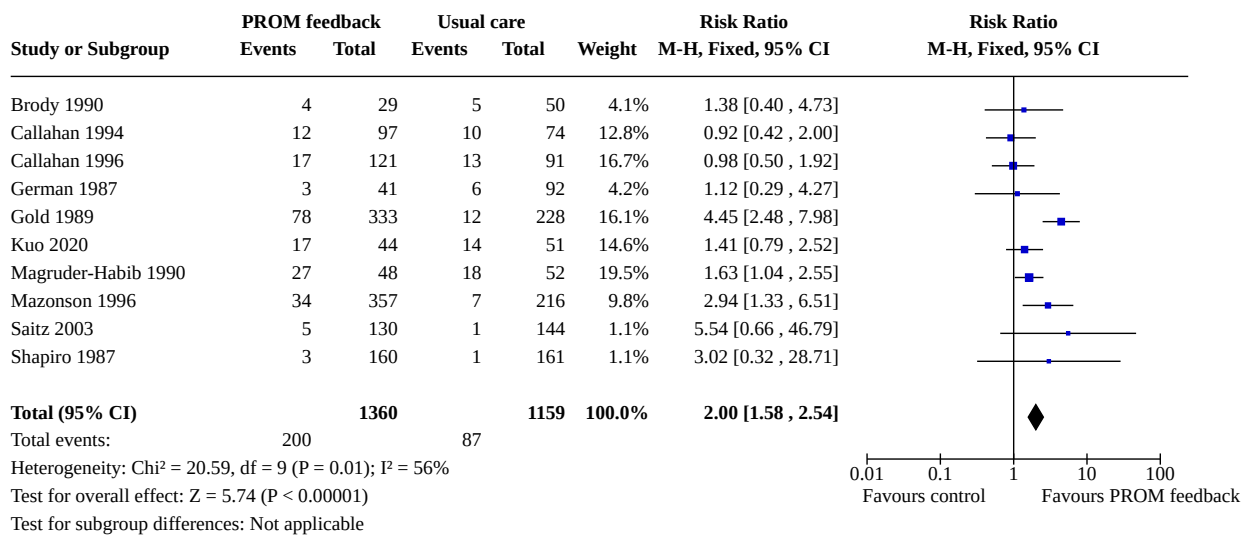 PROM feedback Usual care Risk Ratio Risk Ratio
Study or Subgroup Events Total Events Total Weight M-H, Fixed, 95% CI M-H, Fixed, 95% CI
Brody 1990 4 29 5 50 4.1% 1.38 [0.40 , 4.73]
Callahan 1994 12 97 10 74 12.8% 0.92 [0.42 , 2.00]
Callahan 1996 17 121 13 91 16.7% 0.98 [0.50 , 1.92]
German 1987 3 41 6 92 4.2% 1.12 [0.29 , 4.27]
Gold 1989 78 333 12 228 16.1% 4.45 [2.48 , 7.98]
Kuo 2020 17 44 14 51 14.6% 1.41 [0.79 , 2.52]
Magruder-Habib 1990 27 48 18 52 19.5% 1.63 [1.04 , 2.55]
Mazonson 1996 34 357 7 216 9.8% 2.94 [1.33 , 6.51]
Saitz 2003 5 130 1 144 1.1% 5.54 [0.66 , 46.79]
Shapiro 1987 3 160 1 161 1.1% 3.02 [0.32 , 28.71]
Total (95% CI) 1360 1159 100.0% 2.00 [1.58 , 2.54]
Total events: 200 87
Heterogeneity: Chi² = 20.59, df = 9 (P = 0.01); I² = 56%
Test for overall effect: Z = 5.74 (P < 0.00001)
Test for subgroup differences: Not applicable
0.01 0.1 1 10 100
Favours control Favours PROM feedback